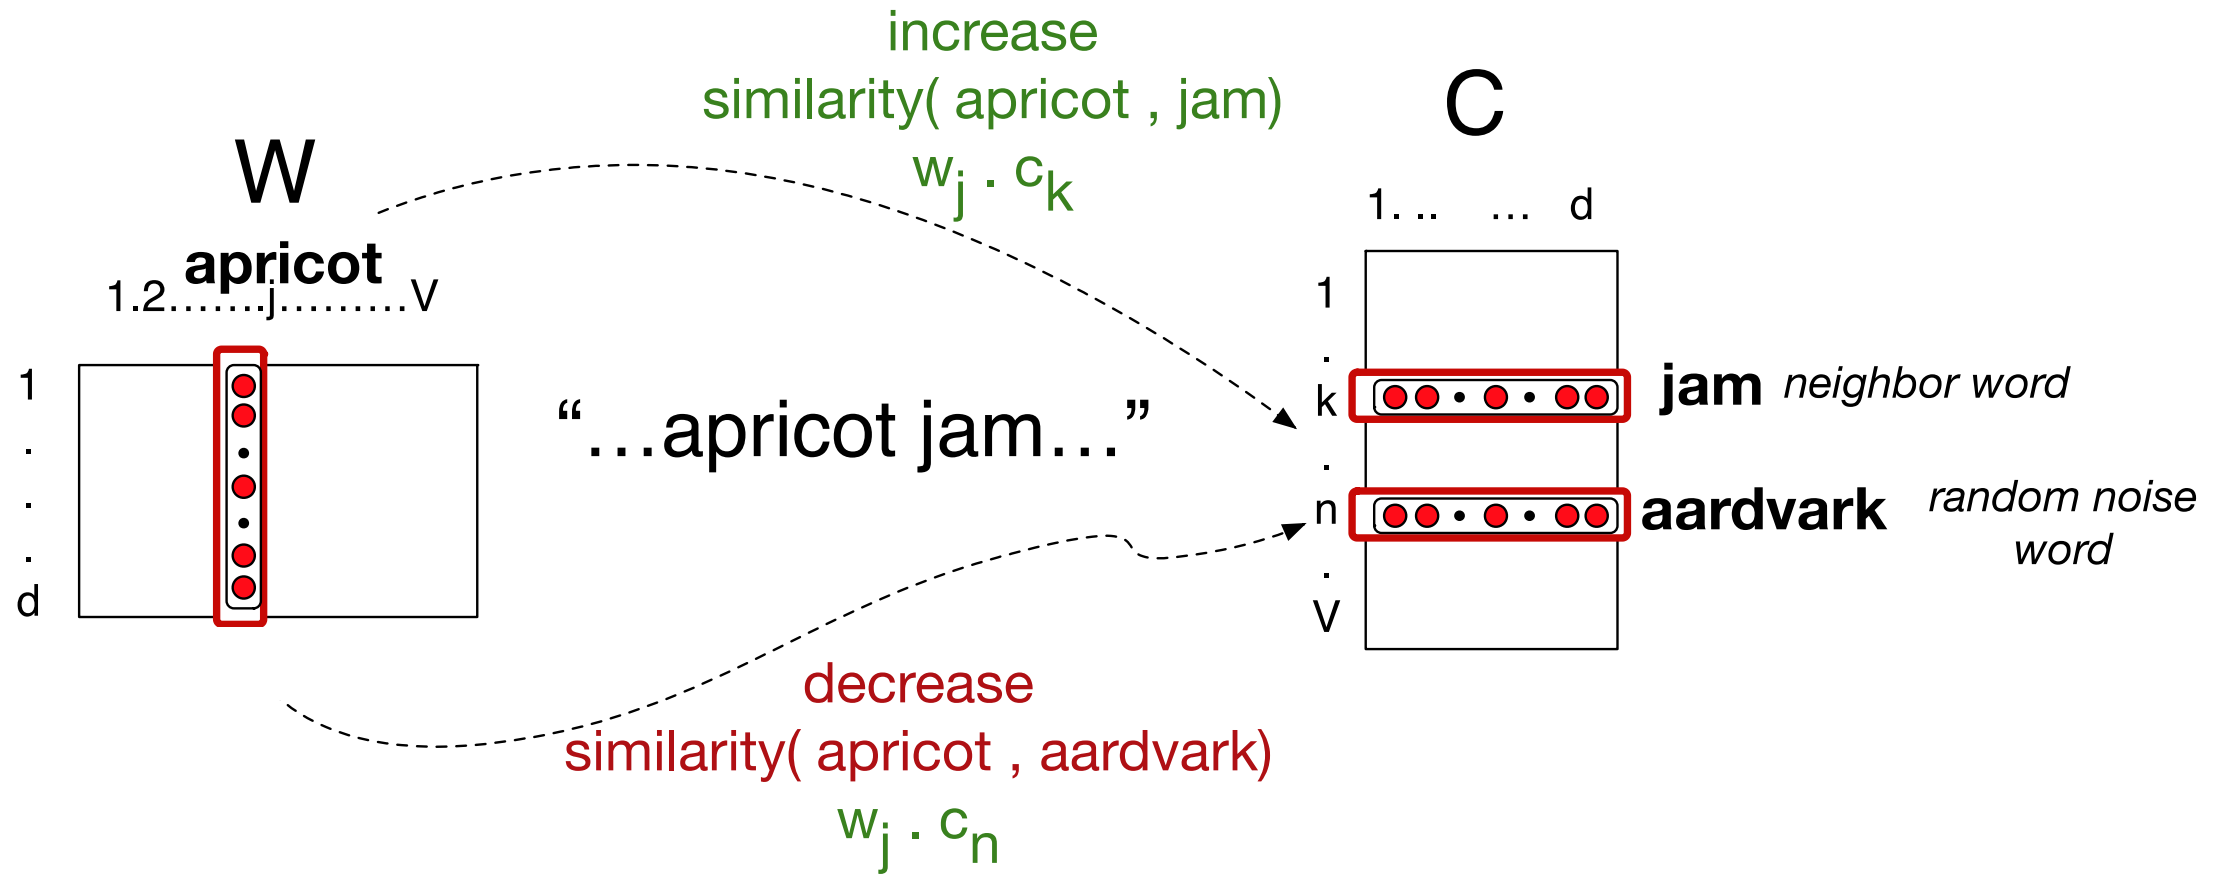 increase
similarity( apricot , jam)
wj . ck
W
apricot
1.2.......j.........V
1
.
.
.
d
“…apricot jam…”
C
1. .. … d
1
.
k
.
n
.
V
jam neighbor word
aardvark random noise
word
decrease
similarity( apricot , aardvark)
wj . cn